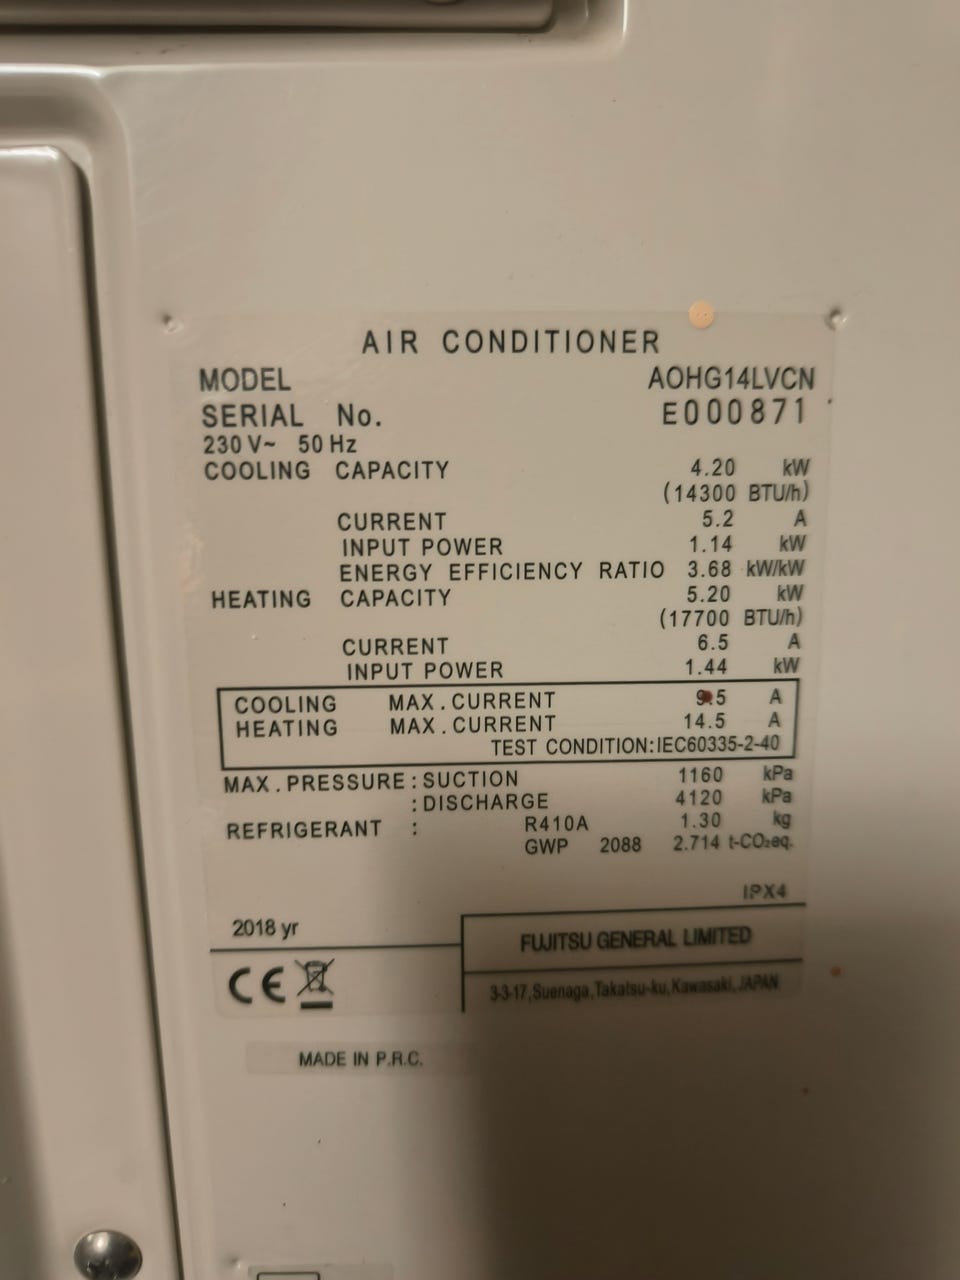 AIR CONDITIONER
MODEL AOHG14LVCN
SERIAL No. E000871
230 V~ 50 Hz
COOLING CAPACITY 4.20 kW
(14300 BTU/h)
CURRENT 5.2 A
INPUT POWER 1.14 kW
ENERGY EFFICIENCY RATIO 3.68 kW/kW
HEATING CAPACITY 5.20 kW
(17700 BTU/h)
CURRENT 6.5 A
INPUT POWER 1.44 kW
COOLING MAX. CURRENT 9.5 A
HEATING MAX. CURRENT 14.5 A
TEST CONDITION:IEC60335-2-40
MAX. PRESSURE : SUCTION 1160 kPa
: DISCHARGE 4120 kPa
REFRIGERANT : R410A 1.30 kg
GWP 2088 2.714 t-CO₂eq.
IPX4
2018 yr
FUJITSU GENERAL LIMITED
CE
3-3-17, Suenaga, Takatsu-ku, Kawasaki, JAPAN
MADE IN P.R.C.